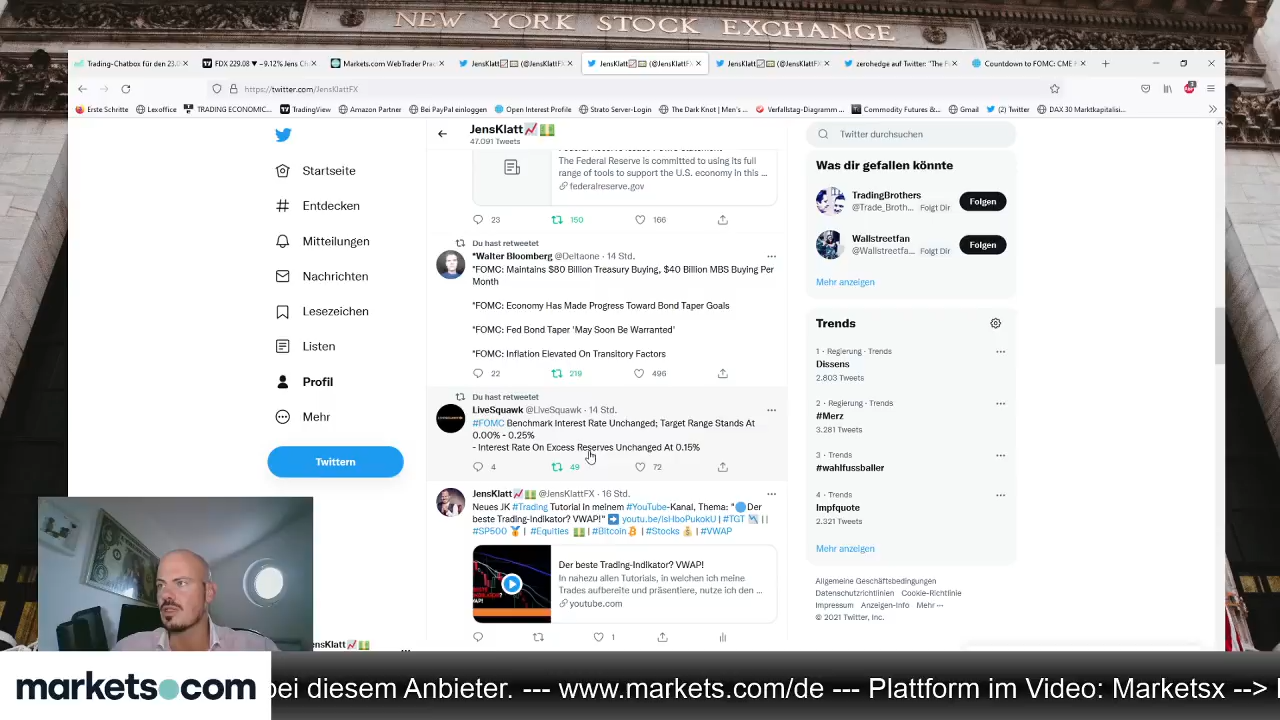 NEW YORK STOCK EXCHANGE
Trading-Chatbox für den 23.0
FDX 229.08 ▼ −9.12% Jens Ch
Markets.com WebTrader Prac
JensKlatt (@JensKlattFX
JensKlatt (@JensKlattFX
JensKlatt (@JensKlattFX
zerohedge auf Twitter: "The F
Countdown to FOMC: CME F
https://twitter.com/JensKlattFX
Erste Schritte
Lexoffice
TRADING ECONOMIC...
TradingView
Amazon Partner
Bei PayPal einloggen
Open Interest Profile
Strato Server-Login
The Dark Knot | Men's ...
Verfallstag-Diagramm ...
Commodity Futures &...
Gmail
(2) Twitter
DAX 30 Marktkapitalisi...
Startseite
Entdecken
Mitteilungen
Nachrichten
Lesezeichen
Listen
Profil
Mehr
Twittern
JensKlatt
47.091 Tweets
The Federal Reserve is committed to using its full
range of tools to support the U.S. economy in this ...
federalreserve.gov
23 150 166
Du hast retweetet
*Walter Bloomberg @Deltaone · 14 Std.
*FOMC: Maintains $80 Billion Treasury Buying, $40 Billion MBS Buying Per
Month
*FOMC: Economy Has Made Progress Toward Bond Taper Goals
*FOMC: Fed Bond Taper 'May Soon Be Warranted'
*FOMC: Inflation Elevated On Transitory Factors
22 219 496
Du hast retweetet
LiveSquawk @LiveSquawk · 14 Std.
#FOMC Benchmark Interest Rate Unchanged; Target Range Stands At
0.00% - 0.25%
- Interest Rate On Excess Reserves Unchanged At 0.15%
4 49 72
JensKlatt @JensKlattFX · 16 Std.
Neues JK #Trading Tutorial in meinem #YouTube-Kanal, Thema: "Der
beste Trading-Indikator? VWAP!" youtu.be/IsHboPukokU | #TGT | |
#SP500 | #Equities | #Bitcoin | #Stocks | #VWAP
Der beste Trading-Indikator? VWAP!
In nahezu allen Tutorials, in welchen ich meine
Trades aufbereite und präsentiere, nutze ich den ...
youtube.com
1
Twitter durchsuchen
Was dir gefallen könnte
TradingBrothers
@Trade_Broth... Folgt Dir
Folgen
Wallstreetfan
@Wallstreetfa... Folgt Dir
Folgen
Mehr anzeigen
Trends
1 · Regierung · Trends
Dissens
2.803 Tweets
2 · Regierung · Trends
#Merz
3.281 Tweets
3 · Trends
#wahlfussballer
4 · Trends
Impfquote
2.321 Tweets
Mehr anzeigen
Allgemeine Geschäftsbedingungen
Datenschutzrichtlinien Cookie-Richtlinie
Impressum Anzeigen-Info Mehr ···
© 2021 Twitter, Inc.
JensKlatt
markets.com
bei diesem Anbieter. --- www.markets.com/de --- Plattform im Video: Marketsx -->